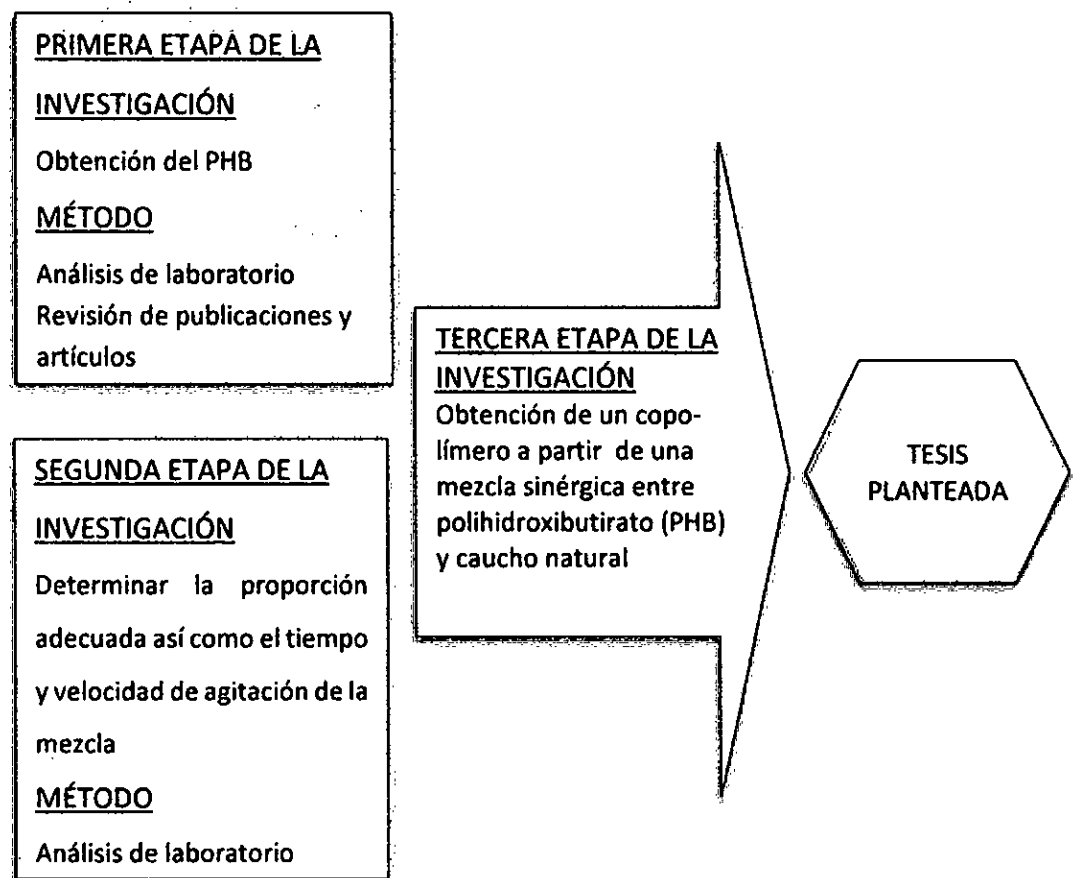 PRIMERA ETAPA DE LA
INVESTIGACIÓN
Obtención del PHB
MÉTODO
Análisis de laboratorio
Revisión de publicaciones y
artículos
SEGUNDA ETAPA DE LA
INVESTIGACIÓN
Determinar la proporción
adecuada así como el tiempo
y velocidad de agitación de la
mezcla
MÉTODO
Análisis de laboratorio
TERCERA ETAPA DE LA
INVESTIGACIÓN
Obtención de un copo-
límero a partir de una
mezcla sinérgica entre
polihidroxibutirato (PHB)
y caucho natural
TESIS
PLANTEADA